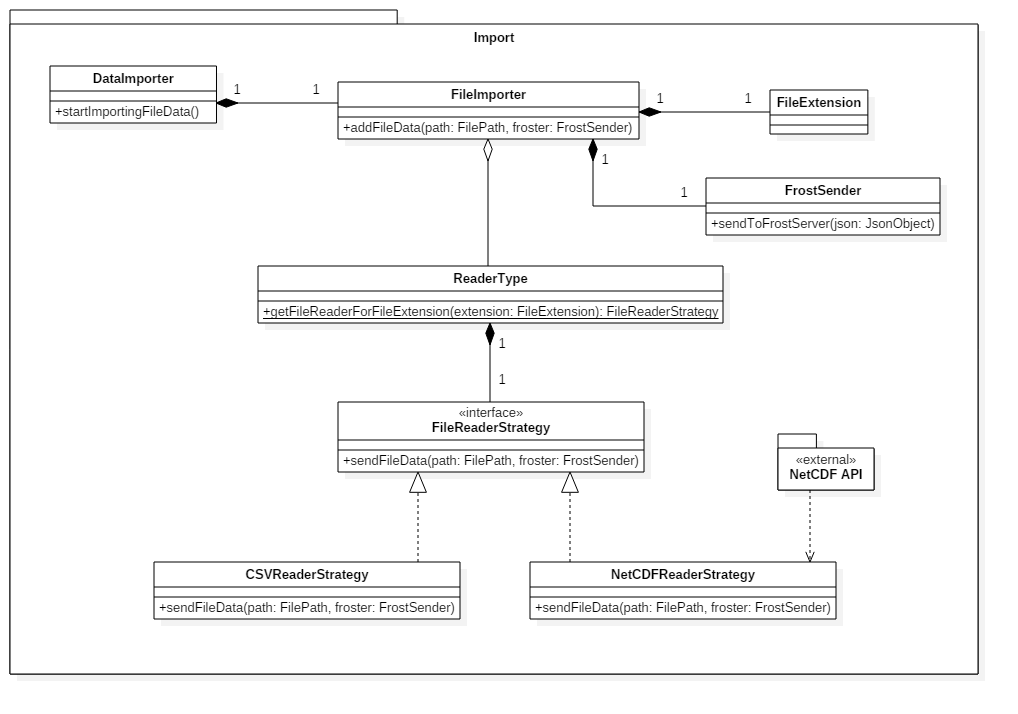 Import
DataImporter
+startImportingFileData()
1
1
FileImporter
+addFileData(path: FilePath, froster: FrostSender)
1
1
FileExtension
1
1
FrostSender
+sendToFrostServer(json: JsonObject)
ReaderType
+getFileReaderForFileExtension(extension: FileExtension): FileReaderStrategy
1
1
«interface»
FileReaderStrategy
+sendFileData(path: FilePath, froster: FrostSender)
«external»
NetCDF API
CSVReaderStrategy
+sendFileData(path: FilePath, froster: FrostSender)
NetCDFReaderStrategy
+sendFileData(path: FilePath, froster: FrostSender)